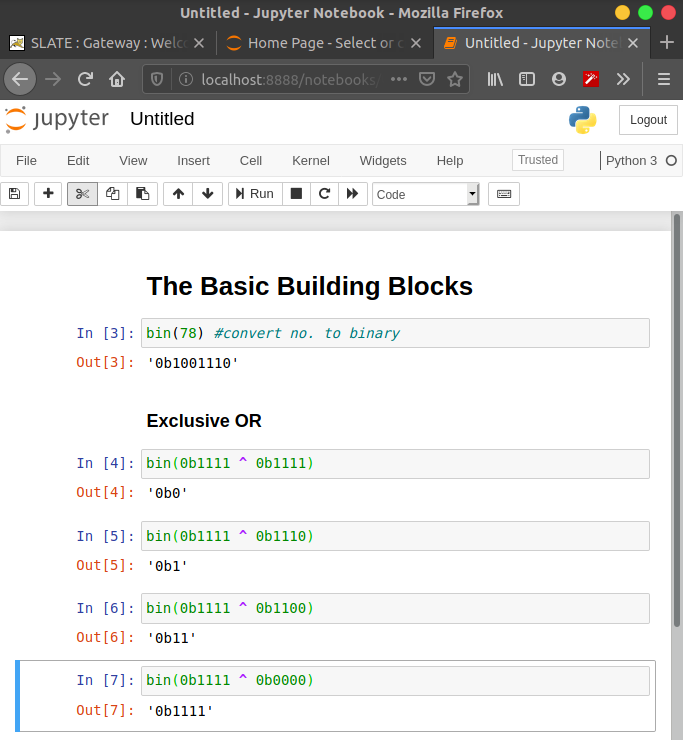 Untitled - Jupyter Notebook - Mozilla Firefox
SLATE : Gateway : Welc
Home Page - Select or c
Untitled - Jupyter Note
localhost:8888/notebooks/
jupyter Untitled
Logout
File Edit View Insert Cell Kernel Widgets Help Trusted Python 3
Run Code
The Basic Building Blocks
In [3]: bin(78) #convert no. to binary
Out[3]: '0b1001110'
Exclusive OR
In [4]: bin(0b1111 ^ 0b1111)
Out[4]: '0b0'
In [5]: bin(0b1111 ^ 0b1110)
Out[5]: '0b1'
In [6]: bin(0b1111 ^ 0b1100)
Out[6]: '0b11'
In [7]: bin(0b1111 ^ 0b0000)
Out[7]: '0b1111'